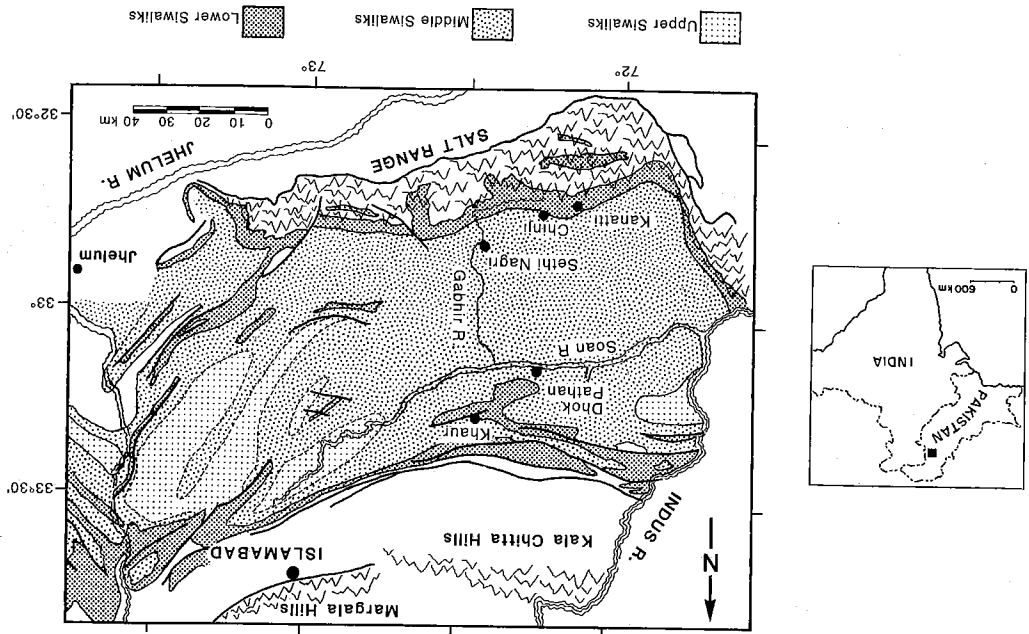 PAKISTAN
INDIA
0 600 km
Margala Hills
N
ISLAMABAD
Kala Chitta Hills
INDUS R.
33°30'
Khaur
Dhok
Pathan
Soan R
Gabhir R
33°
Jhelum
Sethi Nagri
Chinji
Kanatti
SALT RANGE
JHELUM R.
32°30'
0 10 20 30 40 km
72° 73°
Upper Siwaliks
Middle Siwaliks
Lower Siwaliks